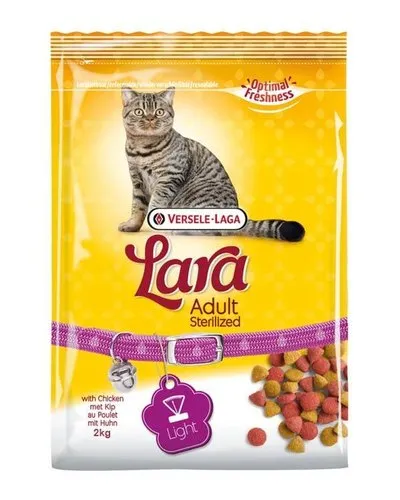 Optimal
Freshness
VERSELE-LAGA
Lara
Adult
Sterilized
with Chicken
met Kip
au Poulet
mit Huhn
2kg
Light